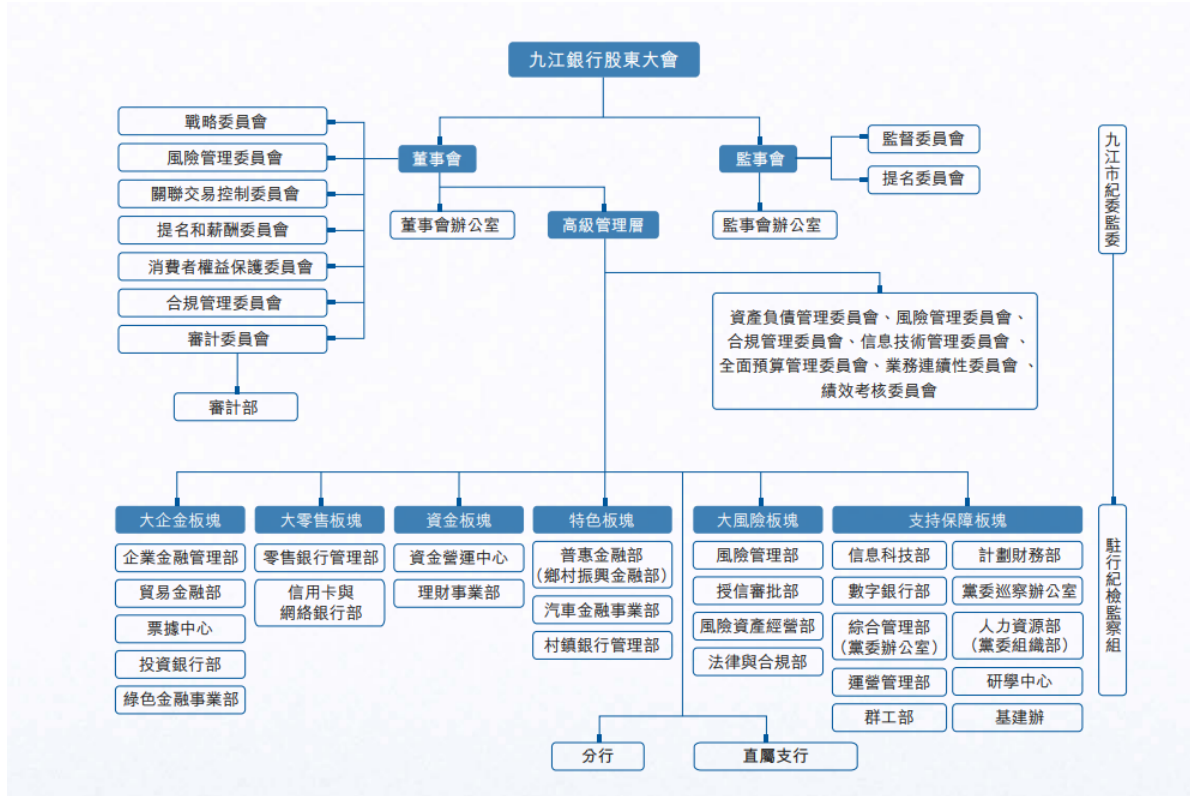 九江銀行股東大會
戰略委員會
風險管理委員會
關聯交易控制委員會
提名和薪酬委員會
消費者權益保護委員會
合規管理委員會
審計委員會
審計部
董事會
董事會辦公室
高級管理層
監事會
監事會辦公室
監督委員會
提名委員會
九江市紀委監委
資產負債管理委員會、風險管理委員會、
合規管理委員會、信息技術管理委員會、
全面預算管理委員會、業務連續性委員會、
績效考核委員會
大企金板塊
企業金融管理部
貿易金融部
票據中心
投資銀行部
綠色金融事業部
大零售板塊
零售銀行管理部
信用卡與
網絡銀行部
資金板塊
資金營運中心
理財事業部
特色板塊
普惠金融部
(鄉村振興金融部)
汽車金融事業部
村鎮銀行管理部
大風險板塊
風險管理部
授信審批部
風險資產經營部
法律與合規部
支持保障板塊
信息科技部
計劃財務部
數字銀行部
黨委巡察辦公室
綜合管理部
(黨委辦公室)
人力資源部
(黨委組織部)
運營管理部
研學中心
群工部
基建辦
駐行紀檢監察組
分行
直屬支行